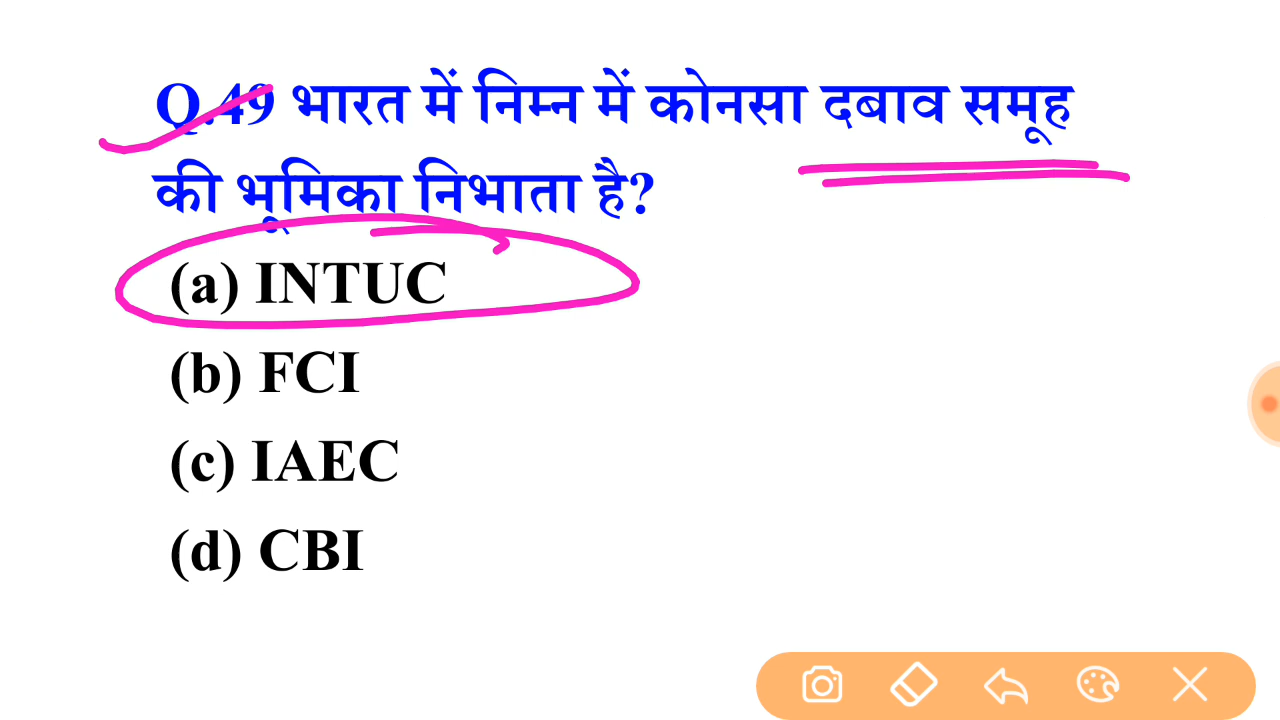 Q.49 भारत में निम्न में कोनसा दबाव समूह
की भूमिका निभाता है?
(a) INTUC
(b) FCI
(c) IAEC
(d) CBI